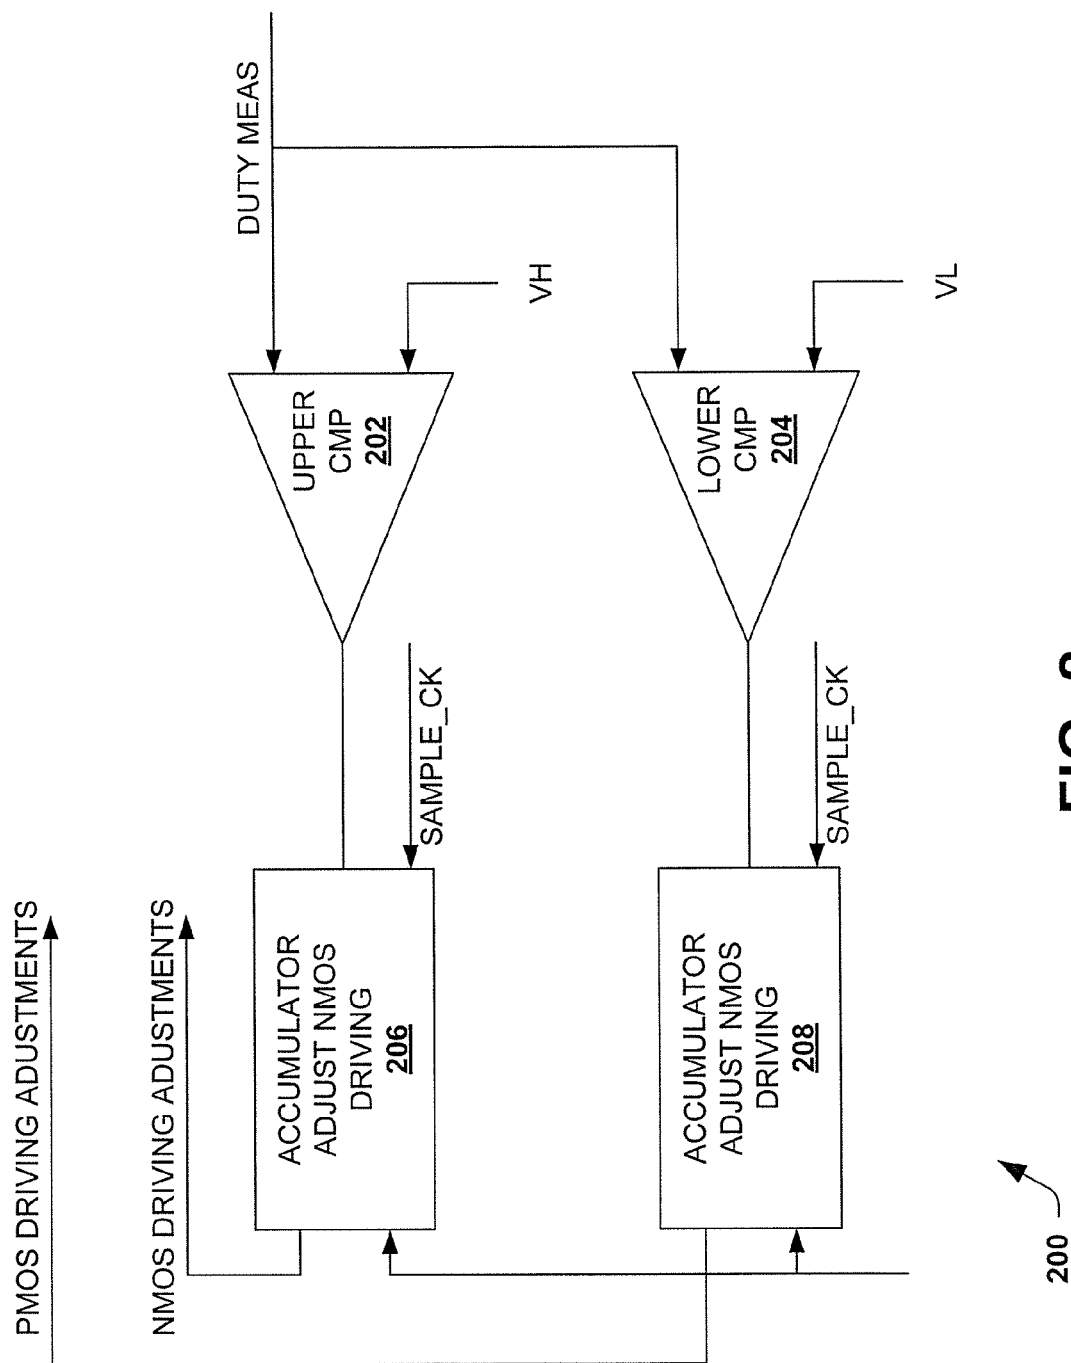 PMOS DRIVING ADUSTMENTS
NMOS DRIVING ADUSTMENTS
DUTY MEAS
ACCUMULATOR
ADJUST NMOS
DRIVING
206
SAMPLE_CK
UPPER
CMP
202
VH
ACCUMULATOR
ADJUST NMOS
DRIVING
208
SAMPLE_CK
LOWER
CMP
204
VL
200
FIG.